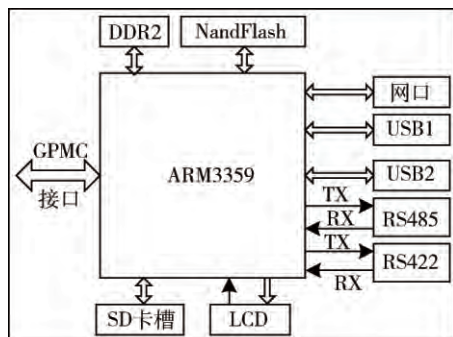 DDR2
NandFlash
网口
USB1
GPMC
接口
ARM3359
USB2
TX
RX
RS485
TX
RS422
RX
SD卡槽
LCD